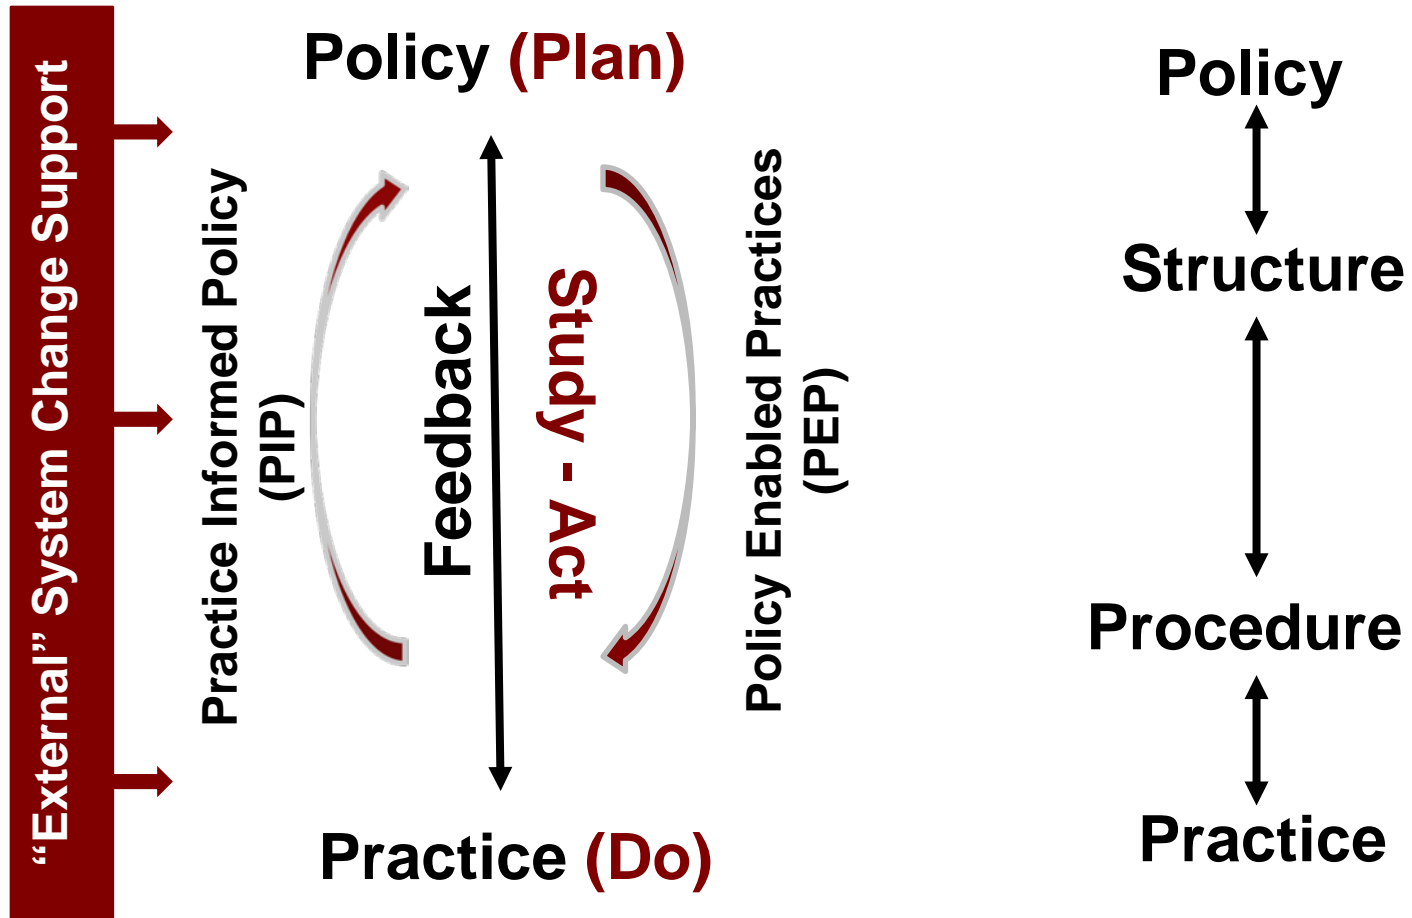 “External” System Change Support
Policy (Plan)
Practice Informed Policy
(PIP)
Feedback
Study - Act
Policy Enabled Practices
(PEP)
Practice (Do)
Policy
Structure
Procedure
Practice